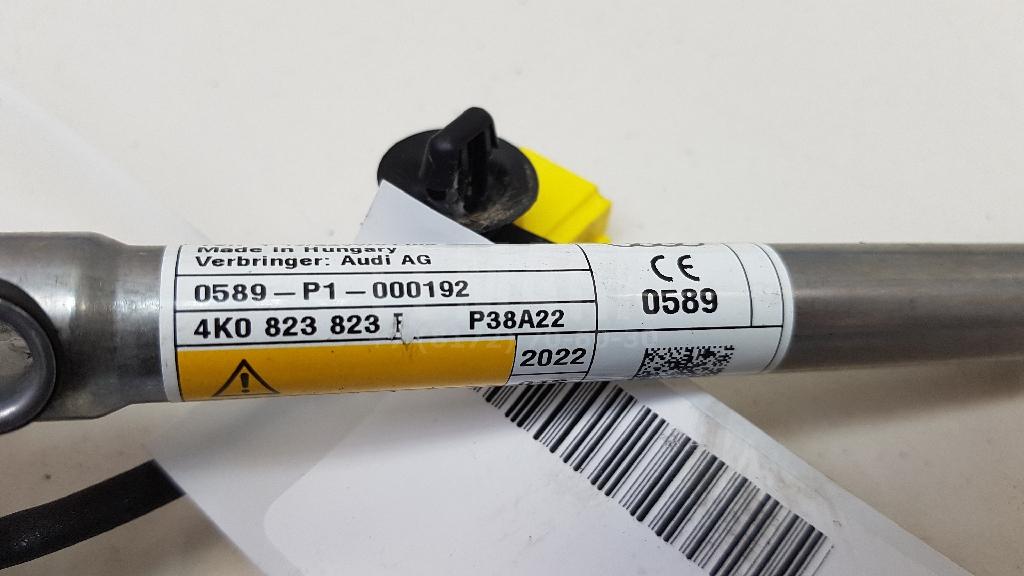 Made in Hungary
Verbringer: Audi AG
0589-P1-000192
4K0 823 823 P38A22
2022
CE
0589